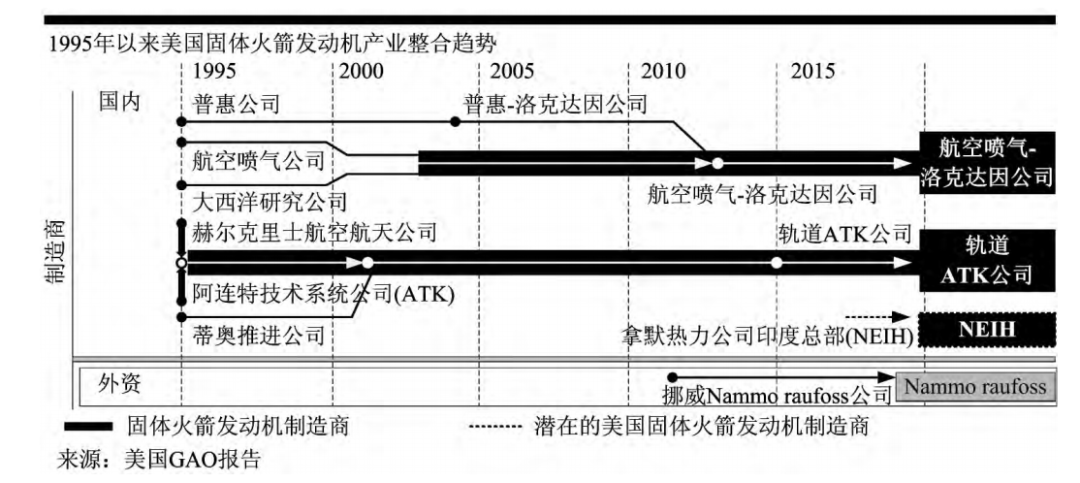 1995年以来美国固体火箭发动机产业整合趋势
1995 2000 2005 2010 2015
国内
普惠公司 普惠-洛克达因公司
航空喷气公司
航空喷气-
洛克达因公司
大西洋研究公司
航空喷气-洛克达因公司
制造商
赫尔克里士航空航天公司
轨道ATK公司
轨道
ATK公司
阿连特技术系统公司(ATK)
蒂奥推进公司
拿默热力公司印度总部(NEIH)
NEIH
外资
挪威Nammo raufoss公司
Nammo raufoss
固体火箭发动机制造商
潜在的美国固体火箭发动机制造商
来源：美国GAO报告